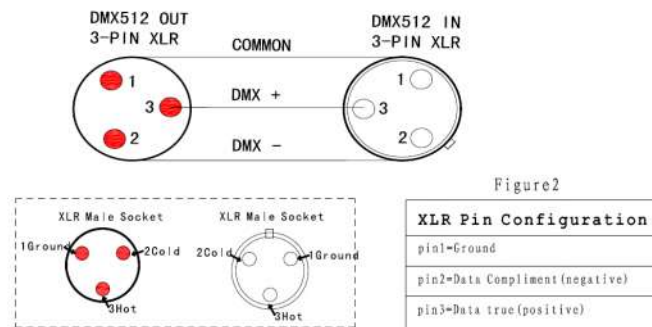 DMX512 OUT
3-PIN XLR
DMX512 IN
3-PIN XLR
COMMON
1
1
DMX +
3
3
2
2
DMX -
Figure2
XLR Male Socket
XLR Male Socket
1Ground
2Cold
3Hot
2Cold
1Ground
3Hot
XLR Pin Configuration
pin1=Ground
pin2=Data Compliment(negative)
pin3=Data true(positive)